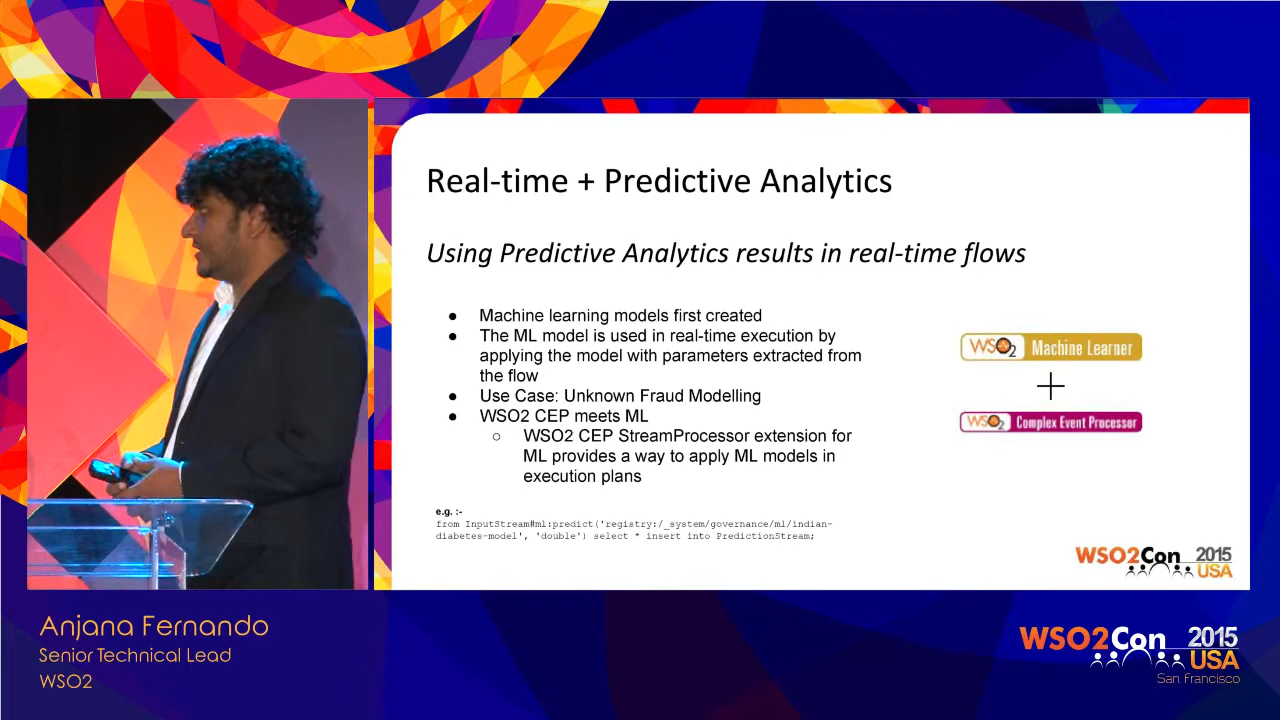 Real-time + Predictive Analytics
Using Predictive Analytics results in real-time flows
● Machine learning models first created
● The ML model is used in real-time execution by
applying the model with parameters extracted from
the flow
● Use Case: Unknown Fraud Modelling
● WSO2 CEP meets ML
○ WSO2 CEP StreamProcessor extension for
ML provides a way to apply ML models in
execution plans
e.g. :-
from InputStream#ml:predict('registry:/_system/governance/ml/indian-
diabetes-model', 'double') select * insert into PredictionStream;
WSO2 Machine Learner
+
WSO2 Complex Event Processor
WSO2Con 2015
USA
Anjana Fernando
Senior Technical Lead
WSO2
WSO2Con 2015
USA
San Francisco